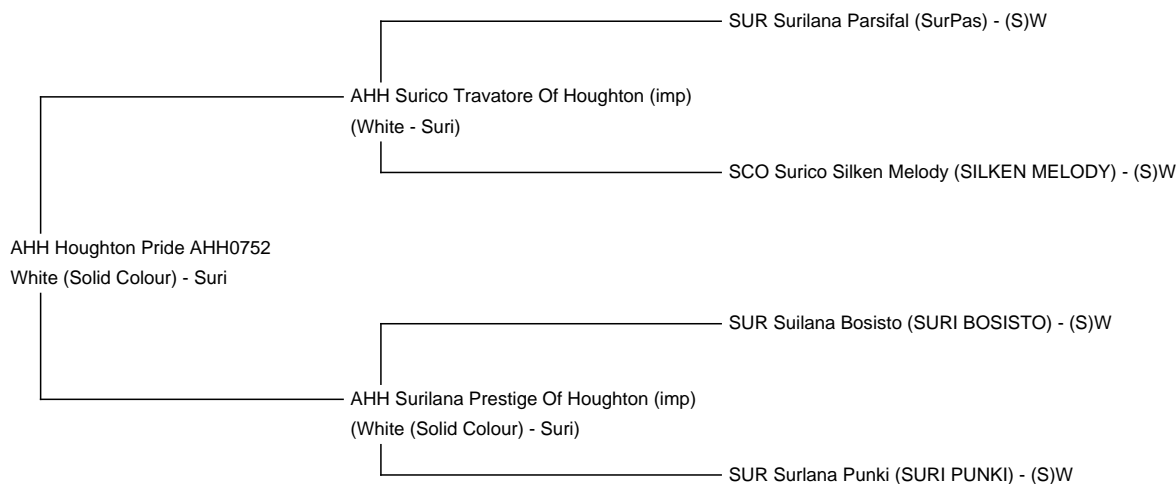 SUR Surilana Parsifal (SurPas) - (S)W
AHH Surico Travatore Of Houghton (imp)
(White - Suri)
SCO Surico Silken Melody (SILKEN MELODY) - (S)W
AHH Houghton Pride AHH0752
White (Solid Colour) - Suri
SUR Suilana Bosisto (SURI BOSISTO) - (S)W
AHH Surilana Prestige Of Houghton (imp)
(White (Solid Colour) - Suri)
SUR Surlana Punki (SURI PUNKI) - (S)W